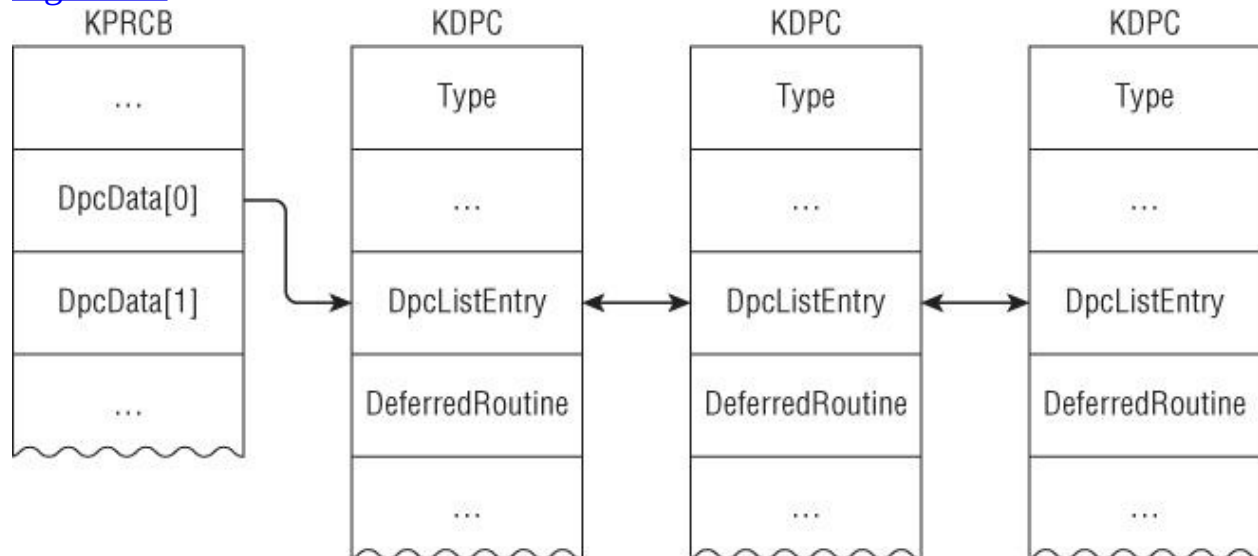 KPRCB
...
DpcData[0]
DpcData[1]
...
KDPC
Type
...
DpcListEntry
DeferredRoutine
...
KDPC
Type
...
DpcListEntry
DeferredRoutine
...
KDPC
Type
...
DpcListEntry
DeferredRoutine
...